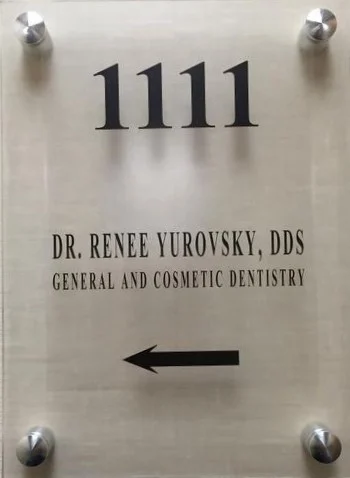 1111
DR. RENEE YUROVSKY, DDS
GENERAL AND COSMETIC DENTISTRY